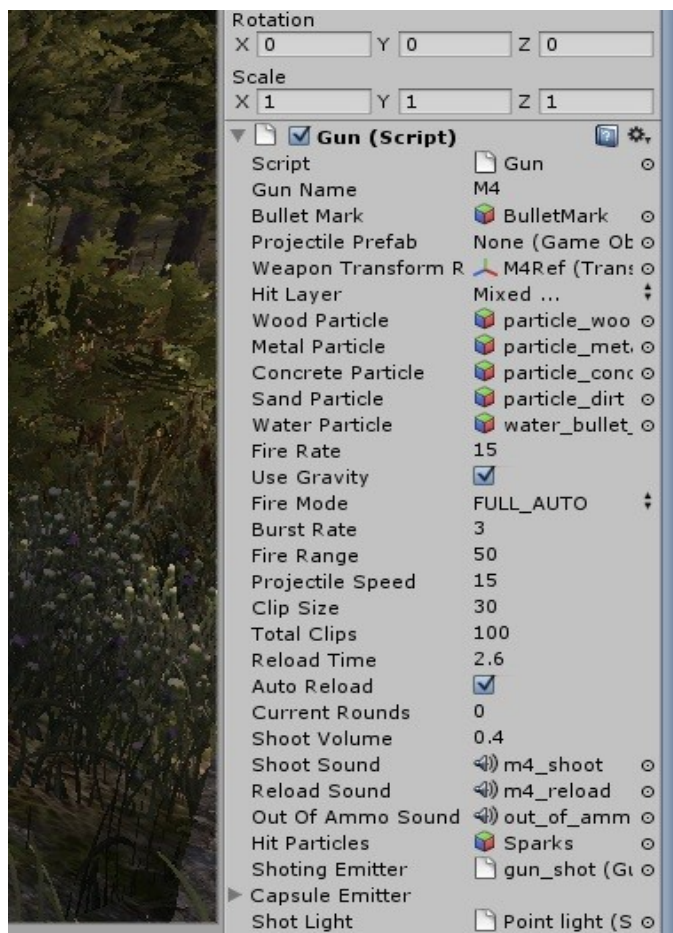 Rotation
X 0 Y 0 Z 0
Scale
X 1 Y 1 Z 1
Gun (Script)
Script Gun
Gun Name M4
Bullet Mark BulletMark
Projectile Prefab None (Game Ob
Weapon Transform R M4Ref (Trans
Hit Layer Mixed ...
Wood Particle particle_woo
Metal Particle particle_met
Concrete Particle particle_conc
Sand Particle particle_dirt
Water Particle water_bullet_
Fire Rate 15
Use Gravity
Fire Mode FULL_AUTO
Burst Rate 3
Fire Range 50
Projectile Speed 15
Clip Size 30
Total Clips 100
Reload Time 2.6
Auto Reload
Current Rounds 0
Shoot Volume 0.4
Shoot Sound m4_shoot
Reload Sound m4_reload
Out Of Ammo Sound out_of_amm
Hit Particles Sparks
Shoting Emitter gun_shot (Gu
Capsule Emitter
Shot Light Point light (S